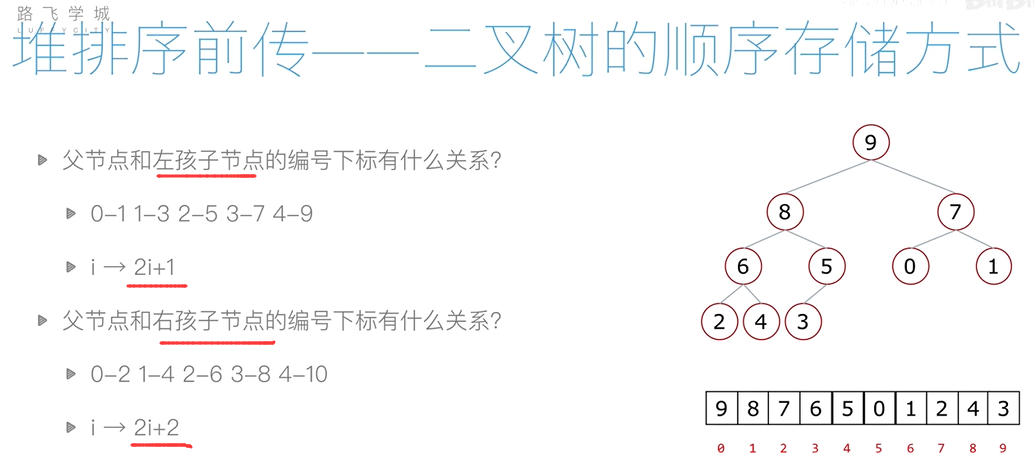 路飞学城
LUFFYCITY
堆排序前传——二叉树的顺序存储方式
父节点和左孩子节点的编号下标有什么关系?
0–1 1–3 2–5 3–7 4–9
i → 2i+1
父节点和右孩子节点的编号下标有什么关系?
0–2 1–4 2–6 3–8 4–10
i → 2i+2
9
8 7
6 5 0 1
2 4 3
9 8 7 6 5 0 1 2 4 3
0 1 2 3 4 5 6 7 8 9